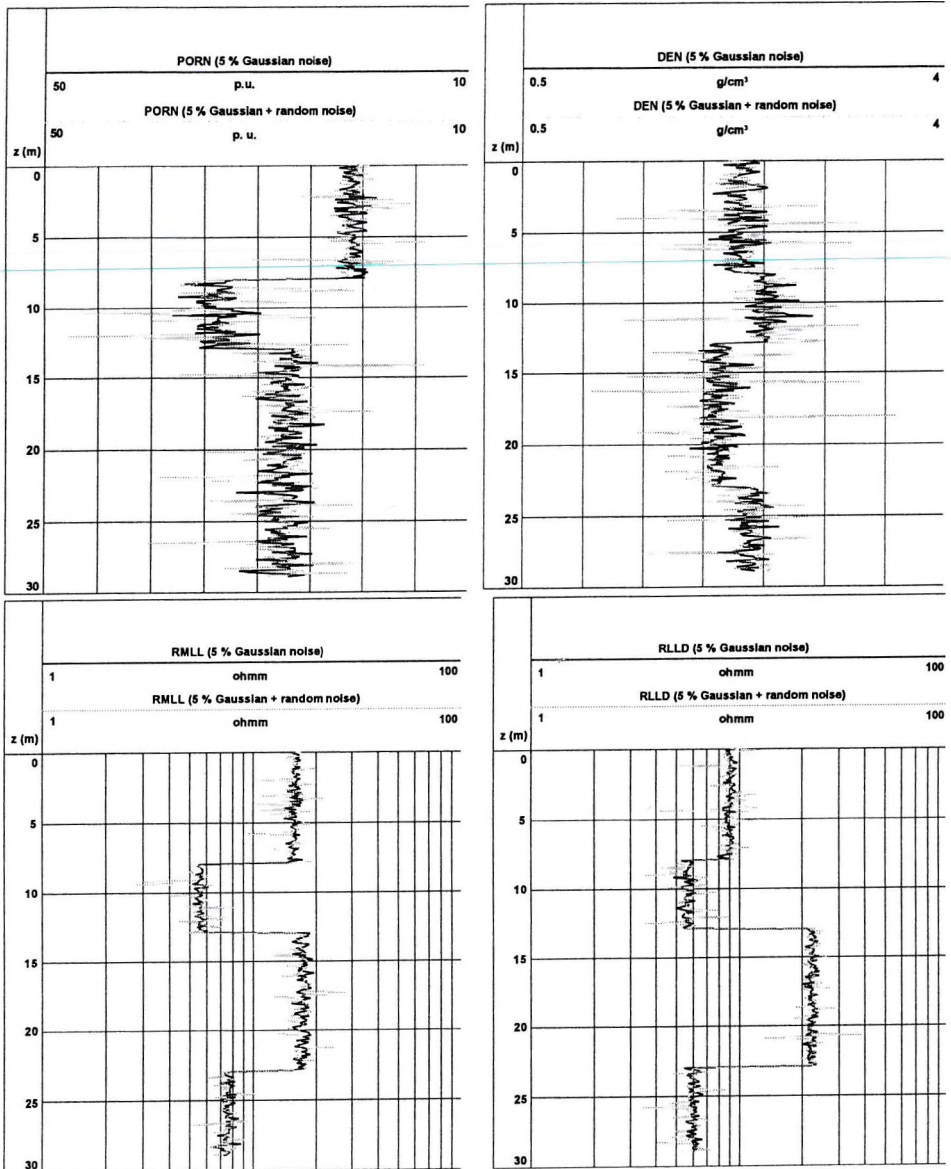 PORN (5 % Gaussian noise)
50 p.u. 10
PORN (5 % Gaussian + random noise)
50 p. u. 10
z (m)
0
5
10
15
20
25
30
DEN (5 % Gaussian noise)
0.5 g/cm³ 4
DEN (5 % Gaussian + random noise)
0.5 g/cm³ 4
z (m)
0
5
10
15
20
25
30
RMLL (5 % Gaussian noise)
1 ohmm 100
RMLL (5 % Gaussian + random noise)
1 ohmm 100
z (m)
0
5
10
15
20
25
30
RLLD (5 % Gaussian noise)
1 ohmm 100
RLLD (5 % Gaussian + random noise)
1 ohmm 100
z (m)
0
5
10
15
20
25
30